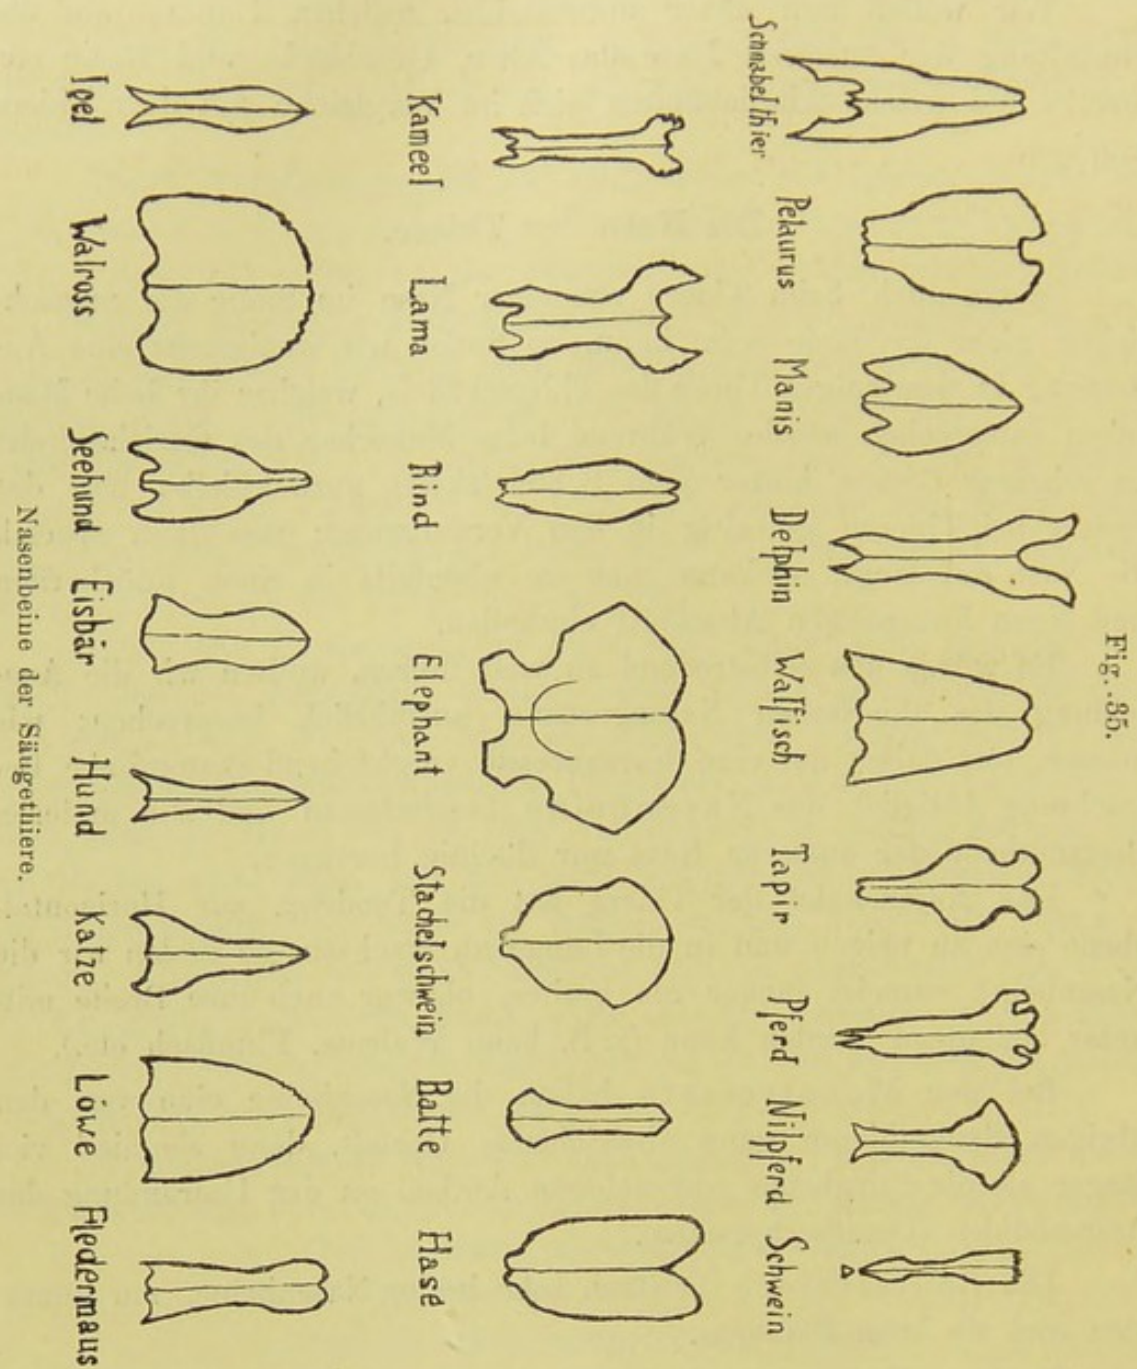 Fig. 35.
Schnabelthier Petaurus Manis Delphin Walfisch Tapir Pferd Nilpferd Schwein
Kameel Lama Rind Elephant Stachelschwein Ratte Hase
Igel Walross Seehund Eisbär Hund Katze Löwe Fledermaus
Nasenbeine der Säugethiere.